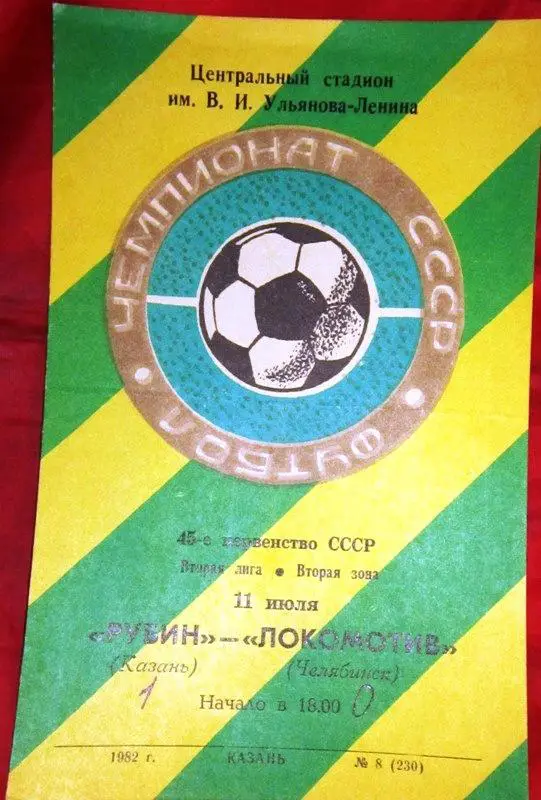 Центральный стадион
им. В. И. Ульянова-Ленина
ЧЕМПИОНАТ СССР • ФУТБОЛ •
45-е первенство СССР
Вторая лига • Вторая зона
11 июля
«РУБИН»—«ЛОКОМОТИВ»
(Казань) (Челябинск)
1 Начало в 18.00 0
1982 г. КАЗАНЬ № 8 (230)